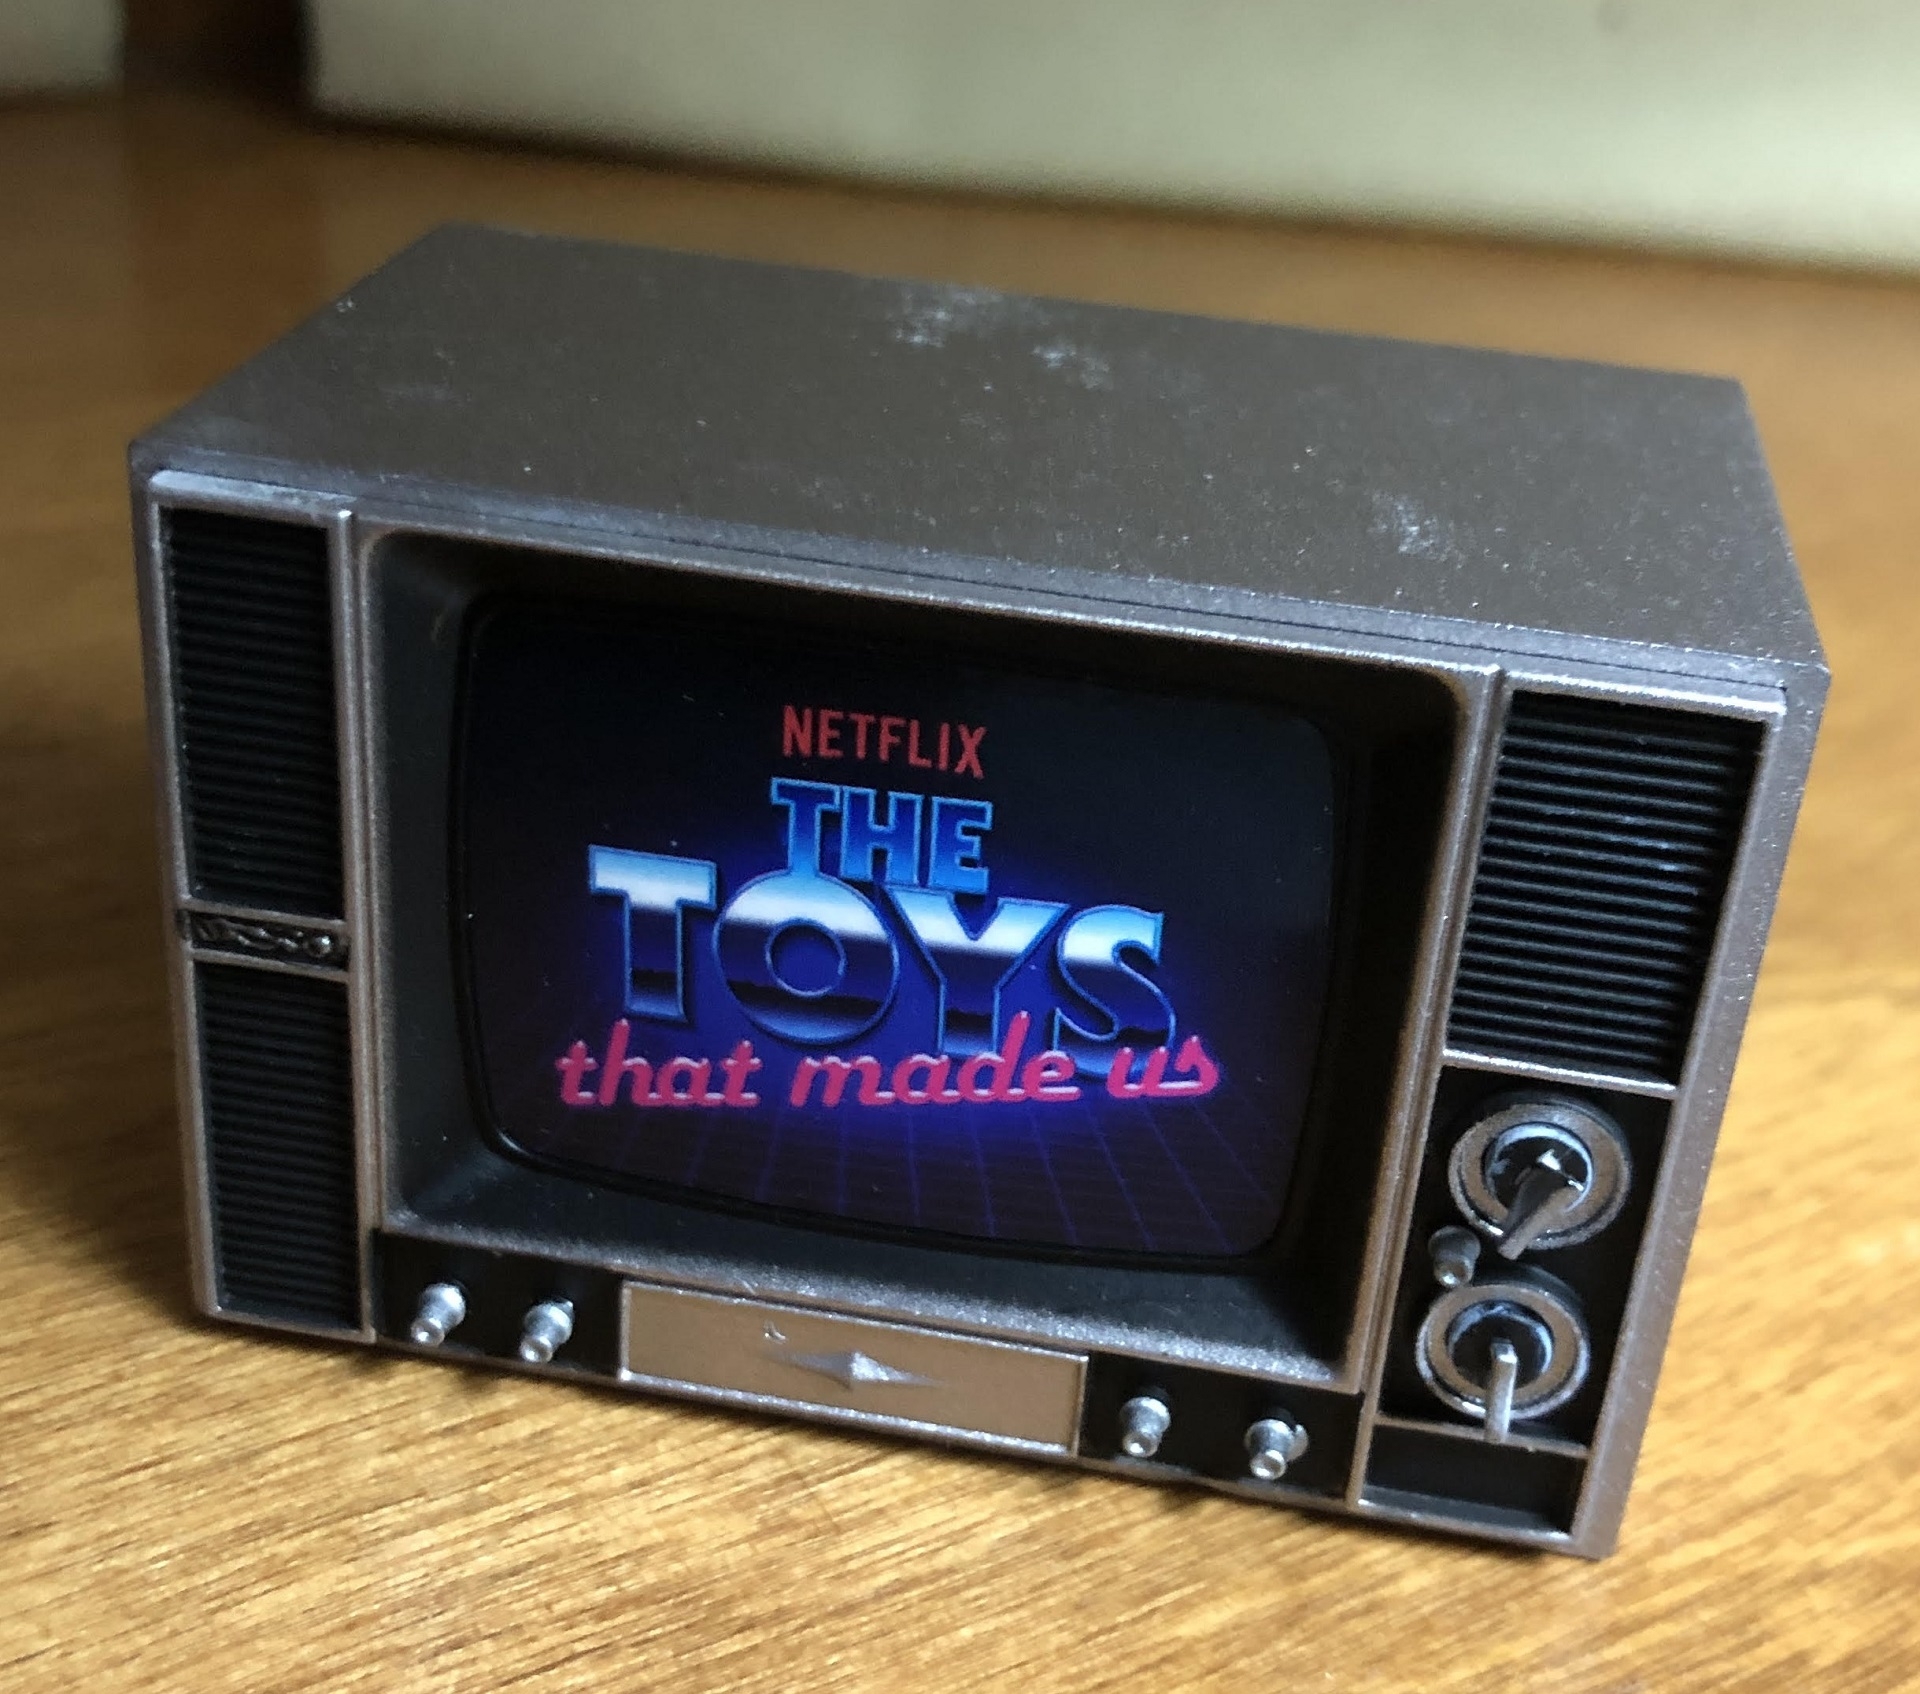 NETFLIX
THE
TOYS
that made us